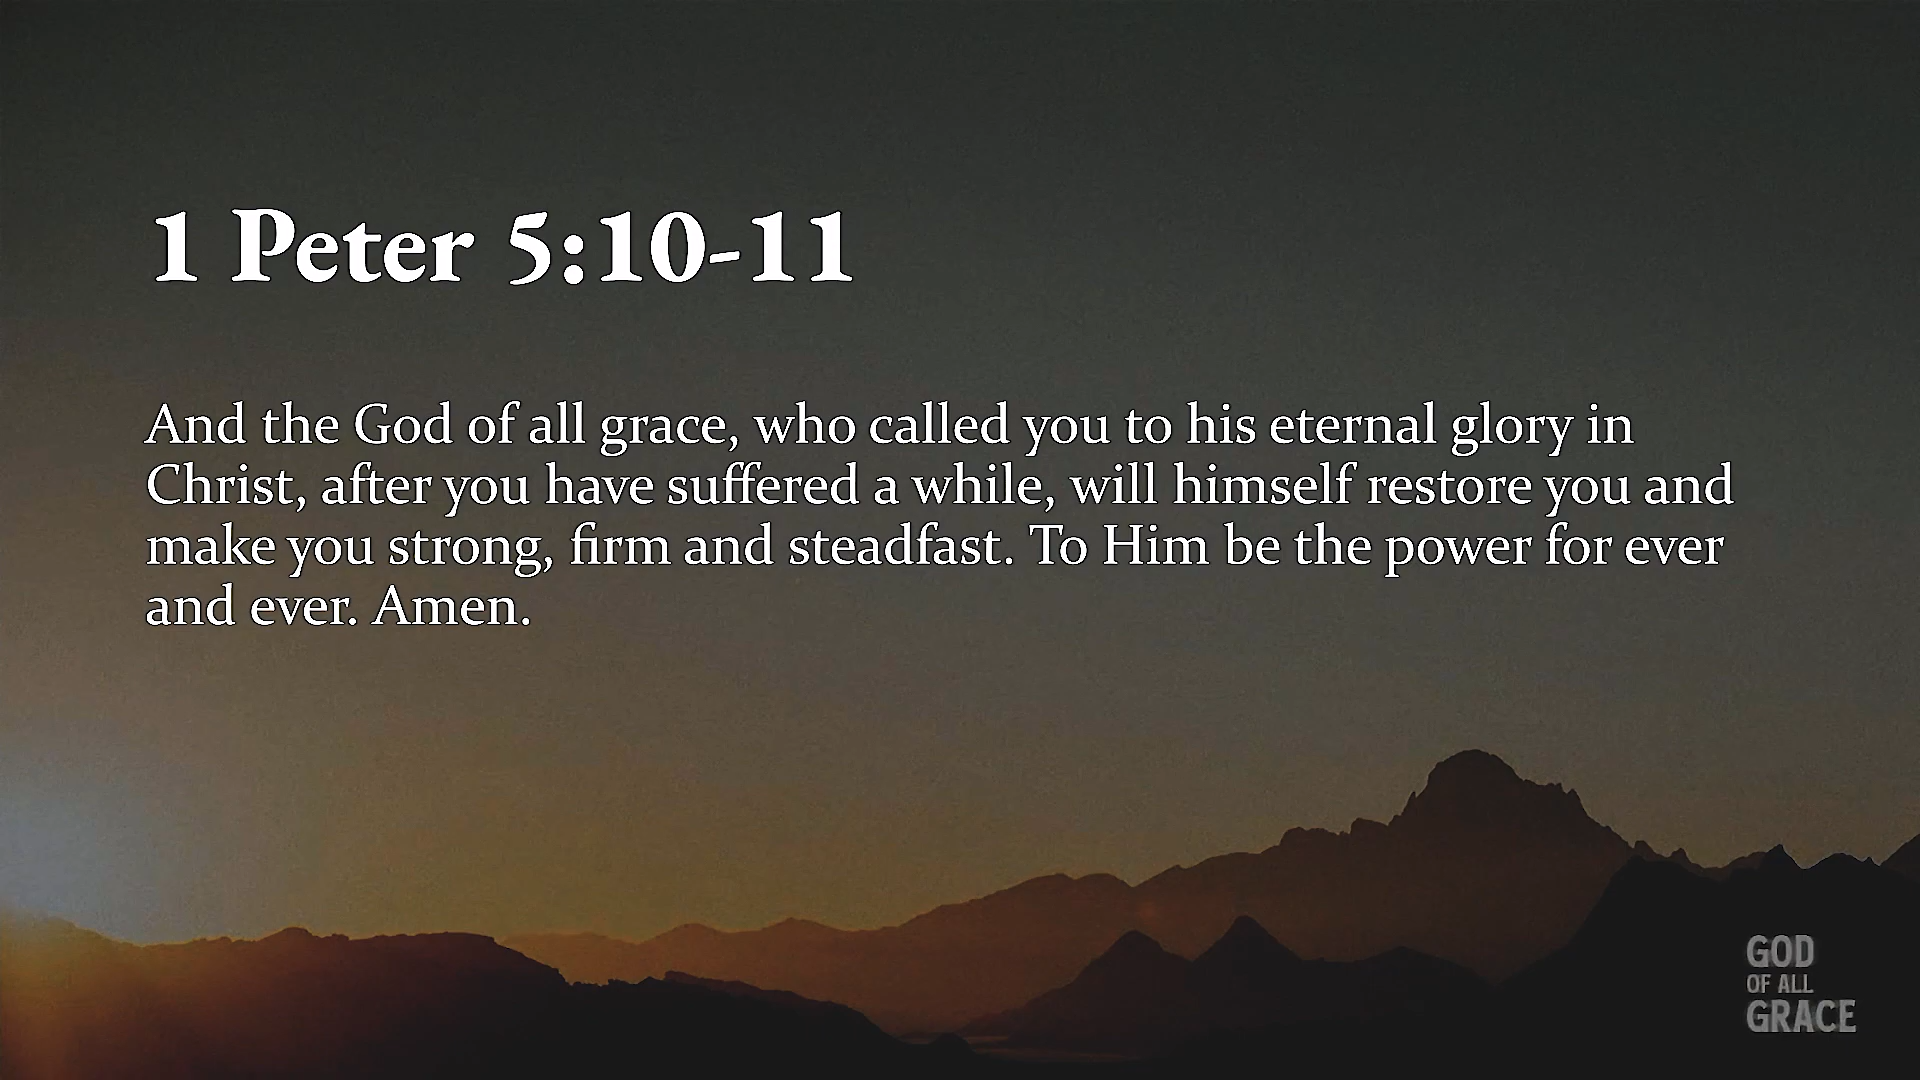 1 Peter 5:10-11
And the God of all grace, who called you to his eternal glory in
Christ, after you have suffered a while, will himself restore you and
make you strong, firm and steadfast. To Him be the power for ever
and ever. Amen.
GOD
OF ALL
GRACE